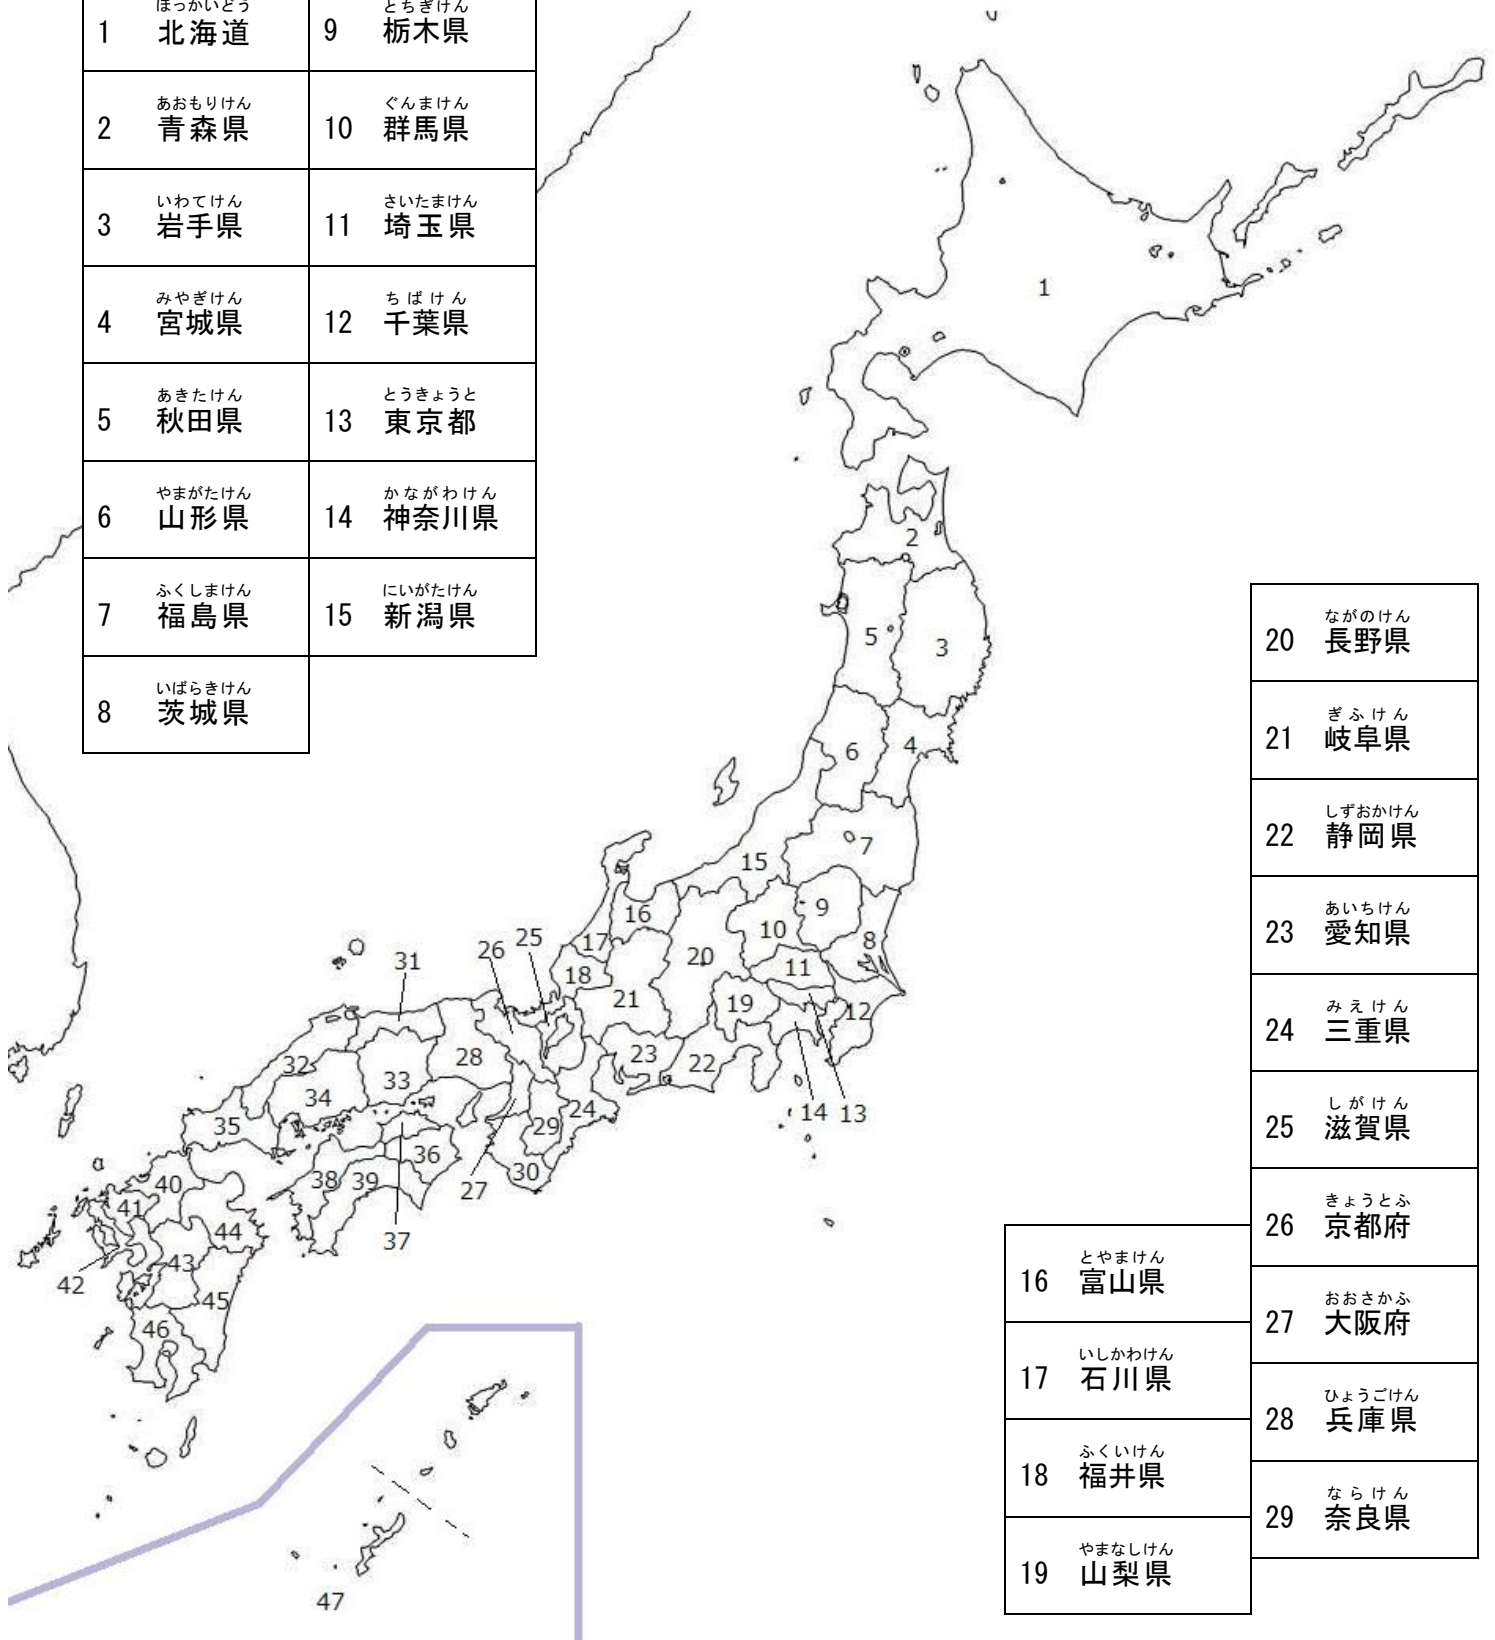 ほっかいどう
1 北海道
とちぎけん
9 栃木県
あおもりけん
2 青森県
ぐんまけん
10 群馬県
いわてけん
3 岩手県
さいたまけん
11 埼玉県
みやぎけん
4 宮城県
ちばけん
12 千葉県
あきたけん
5 秋田県
とうきょうと
13 東京都
やまがたけん
6 山形県
かながわけん
14 神奈川県
ふくしまけん
7 福島県
にいがたけん
15 新潟県
いばらきけん
8 茨城県
1
2
5
3
6
4
7
15
9
16
10
8
17
25
26
20
31
18
11
21
19
12
28
23
22
32
33
34
24
14
13
35
29
36
30
38
39
40
27
41
44
37
43
42
45
46
47
ながのけん
20 長野県
ぎふけん
21 岐阜県
しずおかけん
22 静岡県
あいちけん
23 愛知県
みえけん
24 三重県
しがけん
25 滋賀県
きょうとふ
26 京都府
おおさかふ
27 大阪府
ひょうごけん
28 兵庫県
ならけん
29 奈良県
とやまけん
16 富山県
いしかわけん
17 石川県
ふくいけん
18 福井県
やまなしけん
19 山梨県